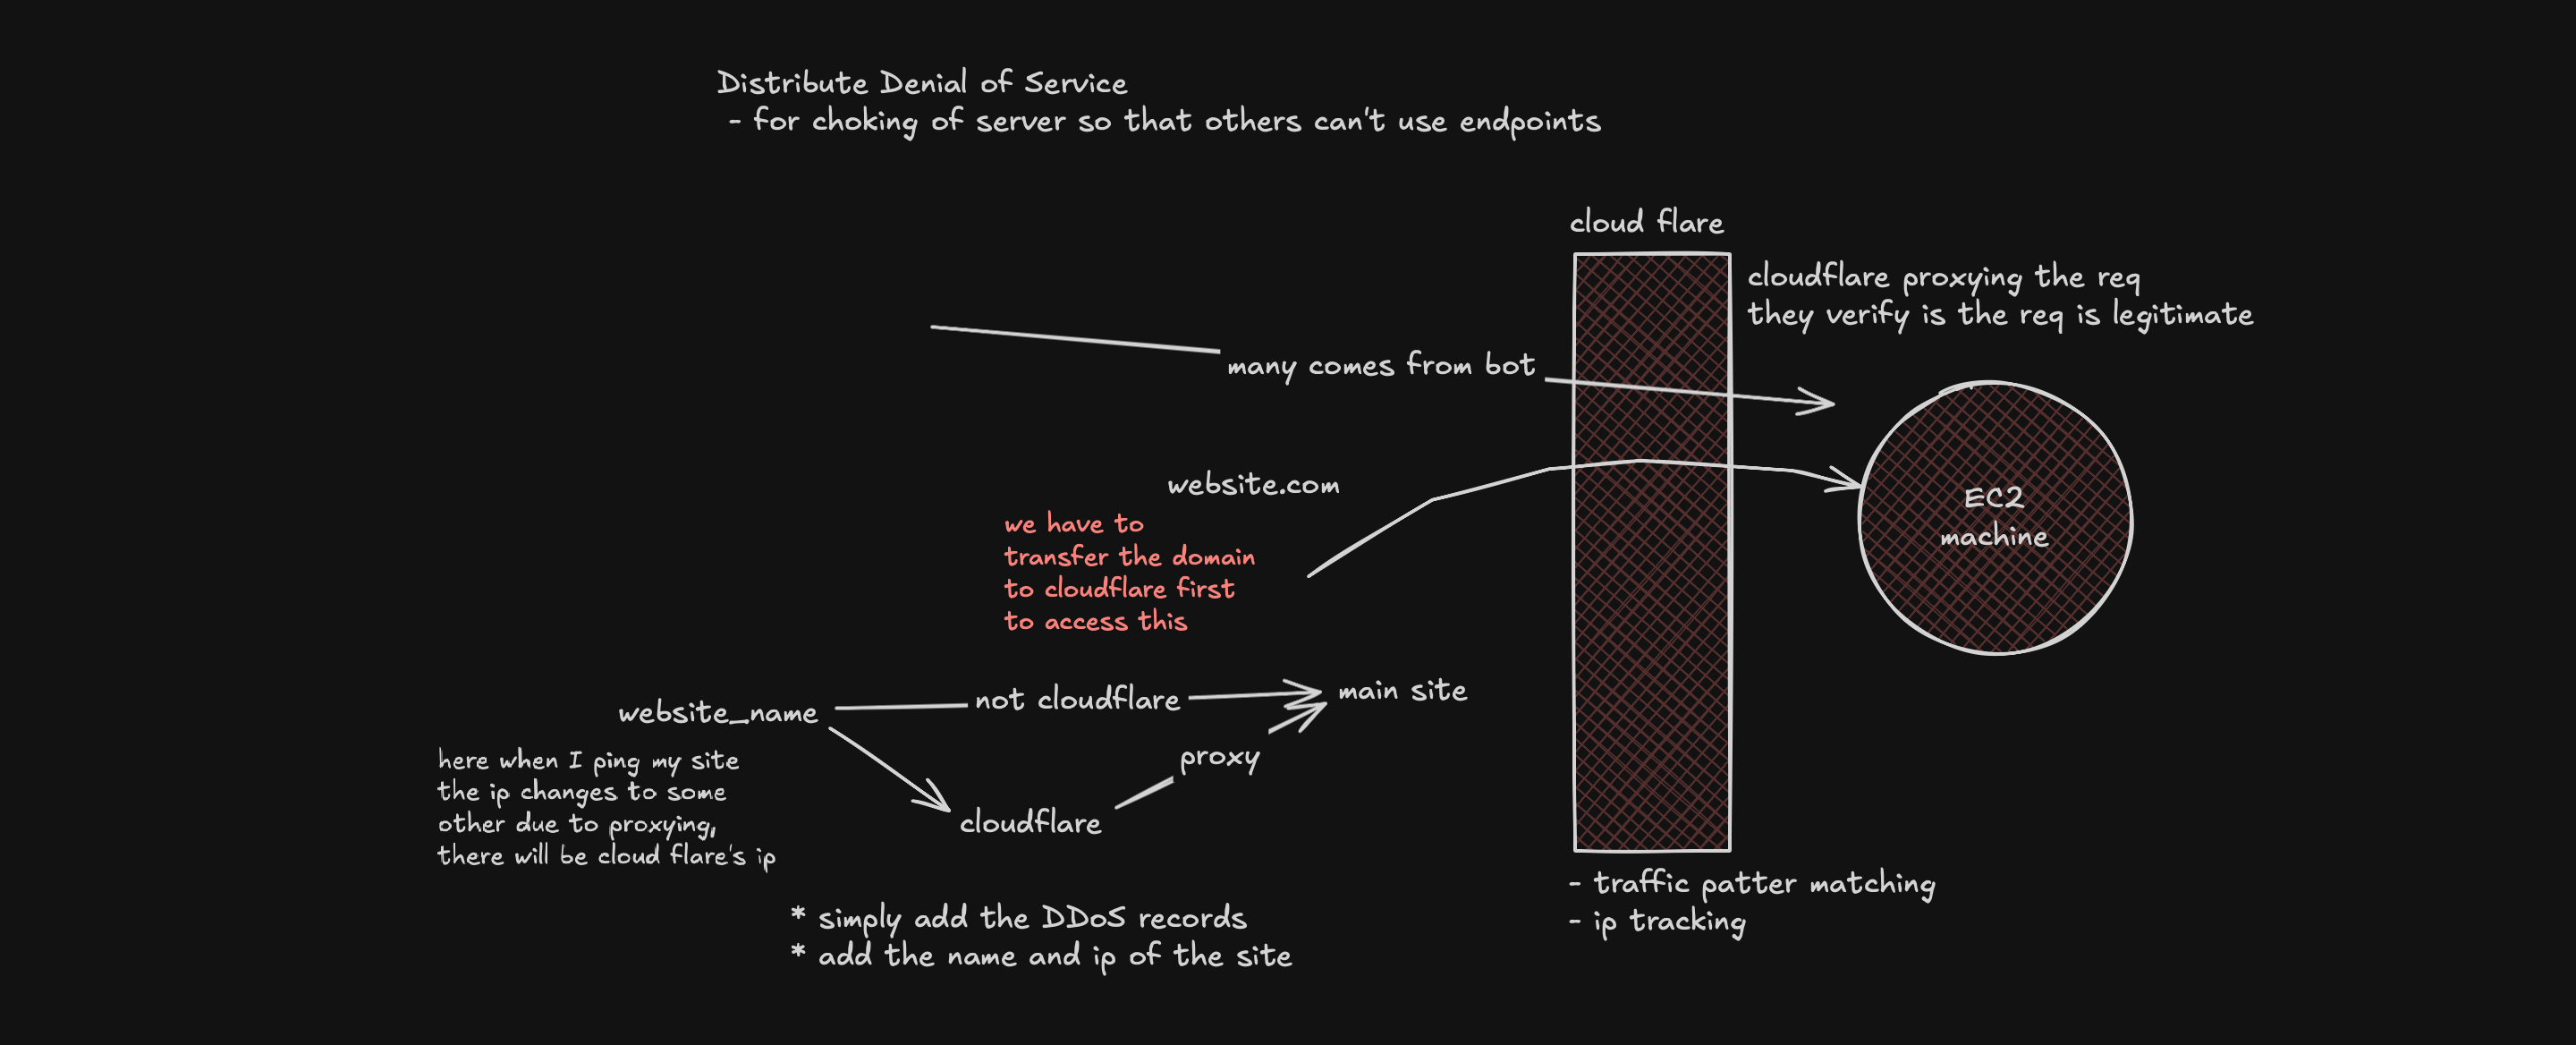 Distribute Denial of Service
- for choking of server so that others can't use endpoints
cloud flare
cloudflare proxying the req
they verify is the req is legitimate
many comes from bot
website.com
we have to
transfer the domain
to cloudflare first
to access this
EC2
machine
website_name
not cloudflare
main site
proxy
cloudflare
here when I ping my site
the ip changes to some
other due to proxying,
there will be cloud flare's ip
- traffic patter matching
- ip tracking
* simply add the DDoS records
* add the name and ip of the site